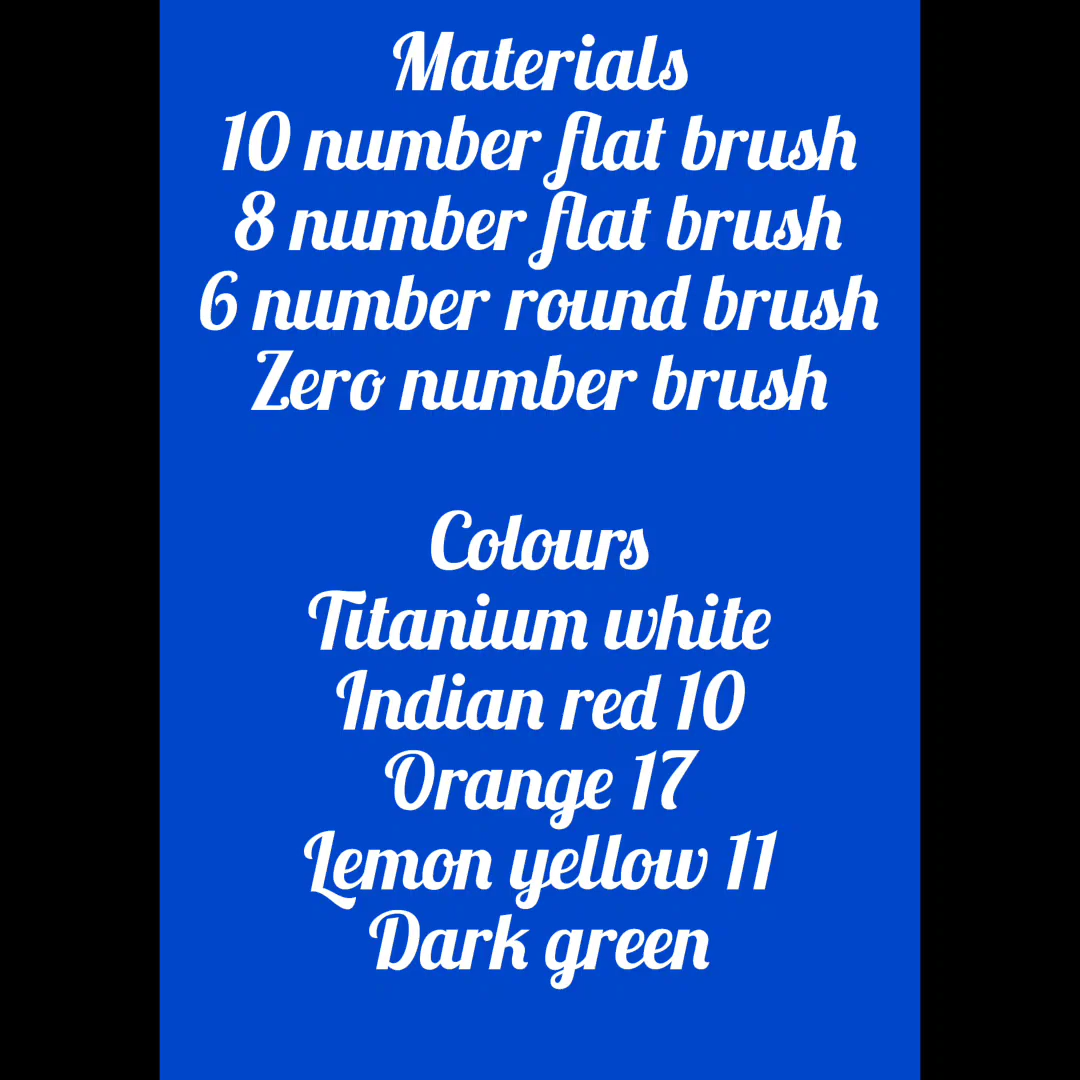 Materials
10 number flat brush
8 number flat brush
6 number round brush
Zero number brush
Colours
Titanium white
Indian red 10
Orange 17
Lemon yellow 11
Dark green